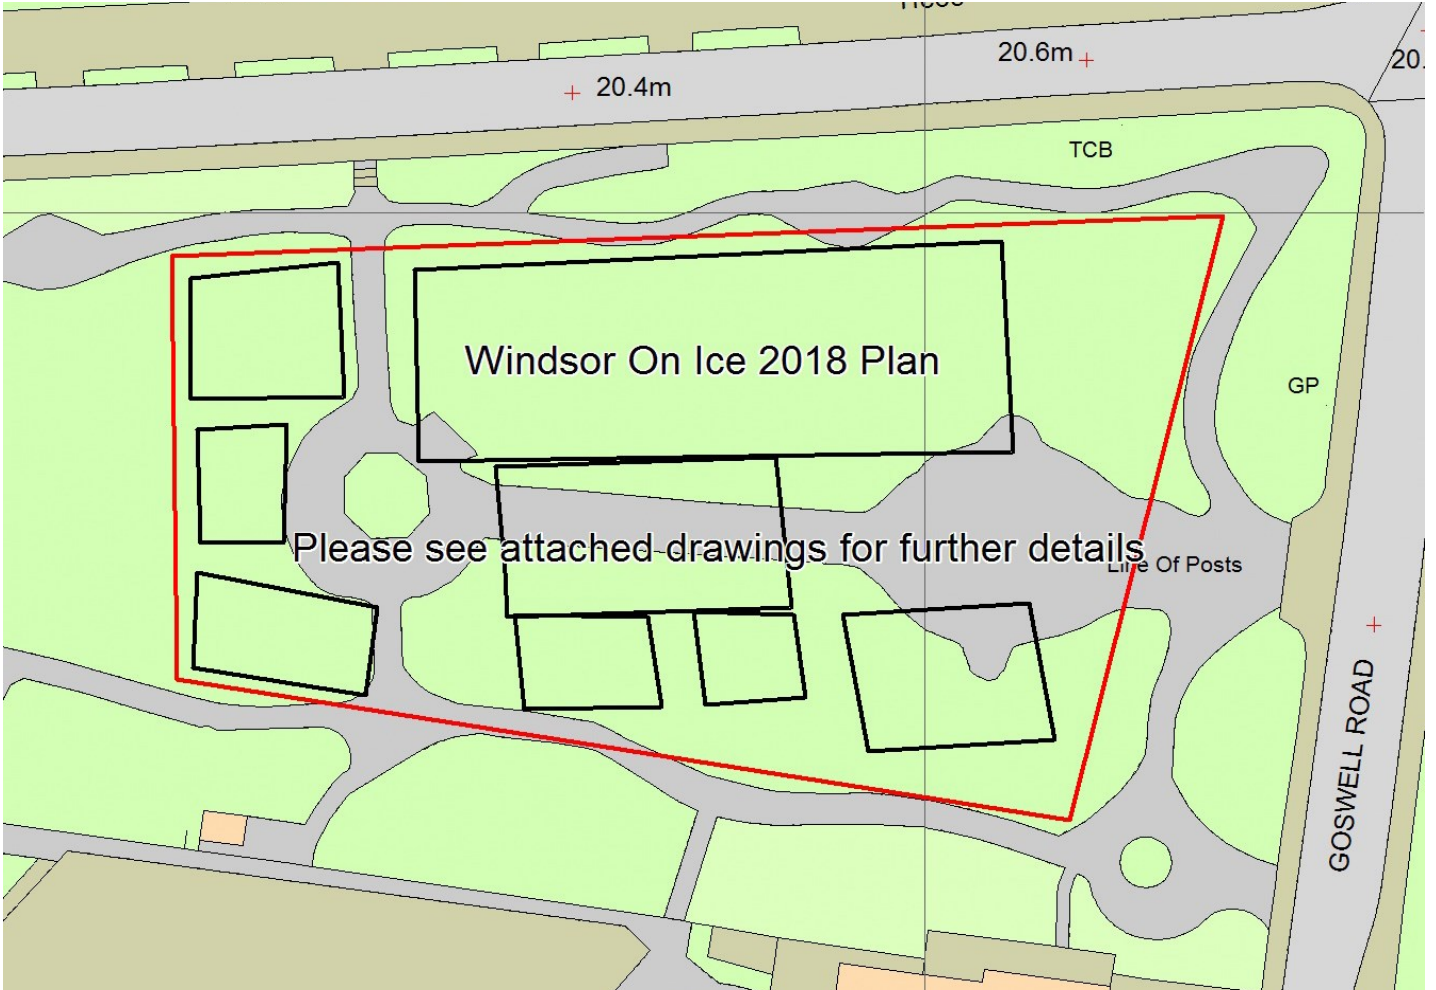 20.6m
20.4m
TCB
Windsor On Ice 2018 Plan
GP
Please see attached drawings for further details
Line Of Posts
GOSWELL ROAD